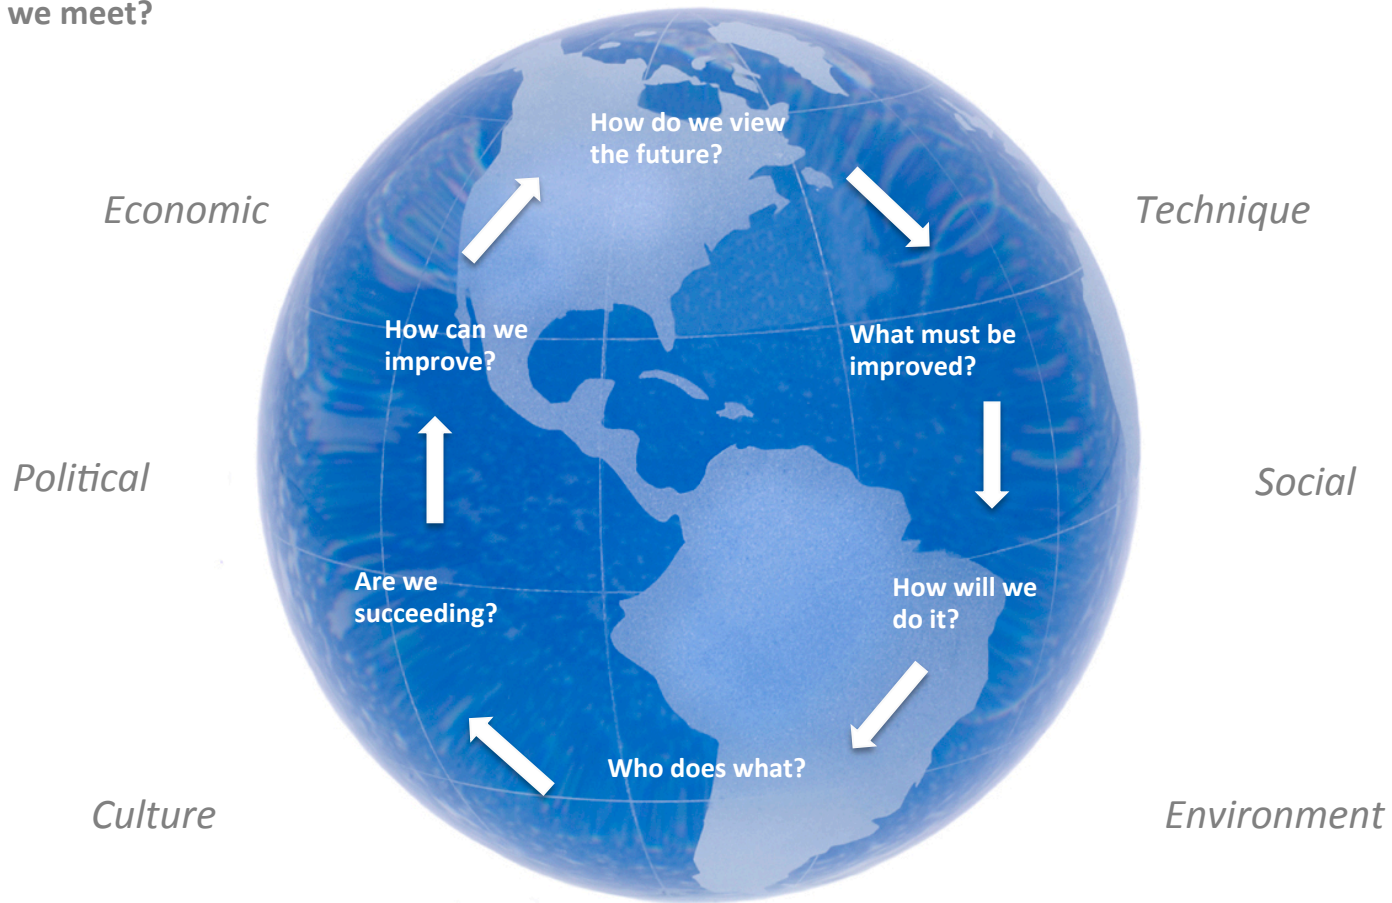 we meet?
How do we view
the future?
Economic
Technique
How can we
improve?
What must be
improved?
Political
Social
Are we
succeeding?
How will we
do it?
Who does what?
Culture
Environment